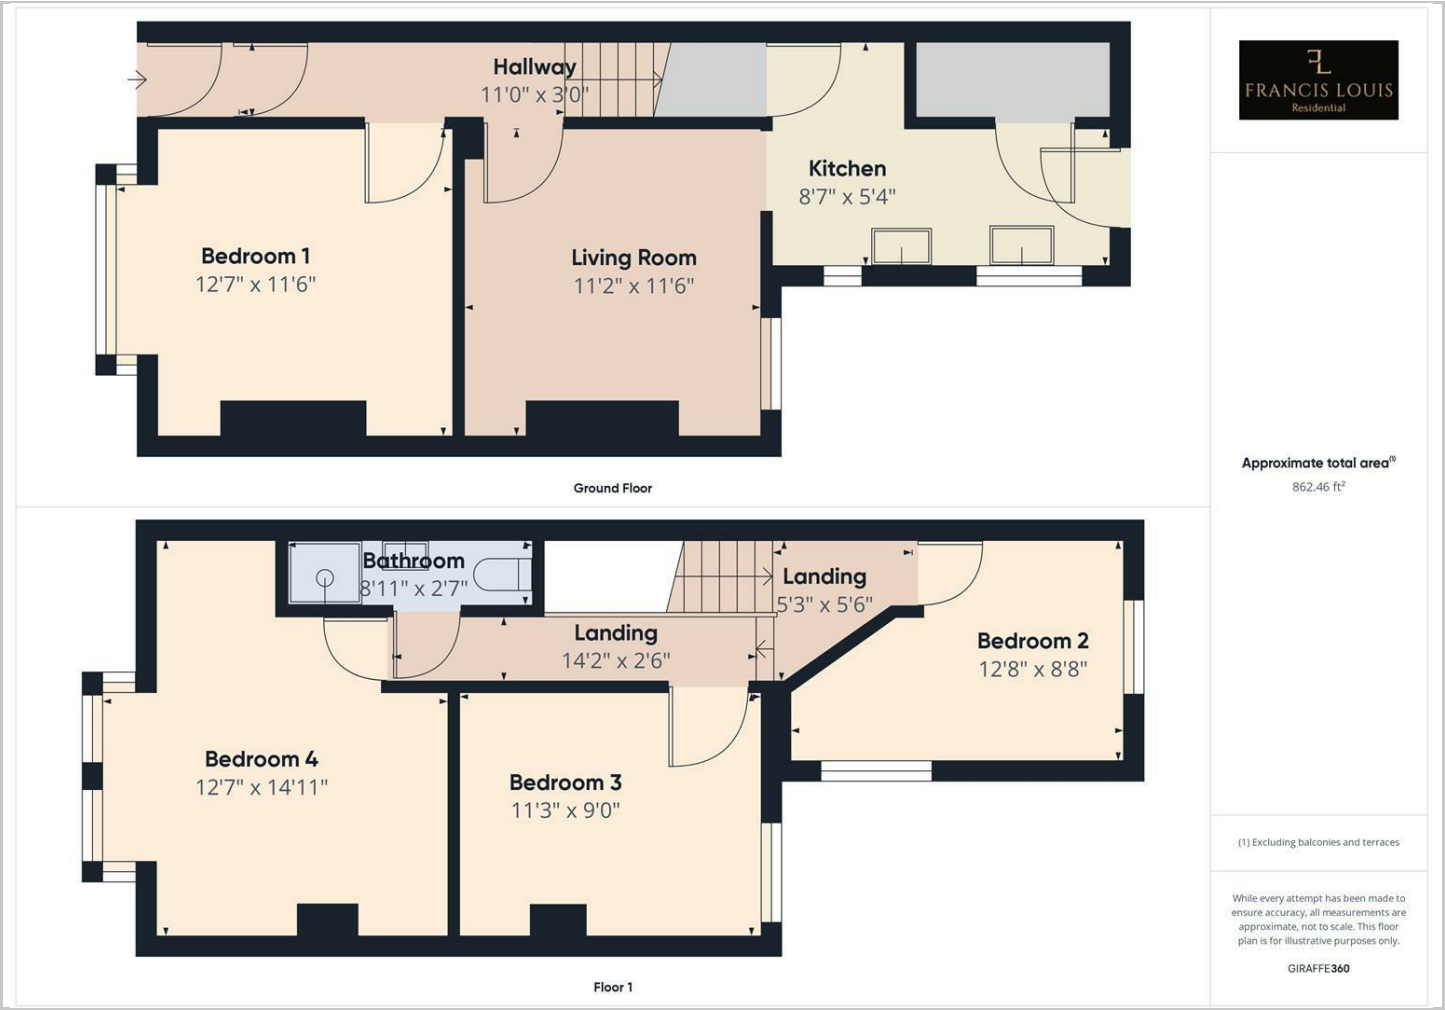 Hallway
11'0" x 3'0"
Kitchen
8'7" x 5'4"
Bedroom 1
12'7" x 11'6"
Living Room
11'2" x 11'6"
Ground Floor
Bathroom
8'11" x 2'7"
Landing
5'3" x 5'6"
Landing
14'2" x 2'6"
Bedroom 2
12'8" x 8'8"
Bedroom 4
12'7" x 14'11"
Bedroom 3
11'3" x 9'0"
Floor 1
FL
FRANCIS LOUIS
Residential
Approximate total area(1)
862.46 ft²
(1) Excluding balconies and terraces
While every attempt has been made to
ensure accuracy, all measurements are
approximate, not to scale. This floor
plan is for illustrative purposes only.
GIRAFFE360